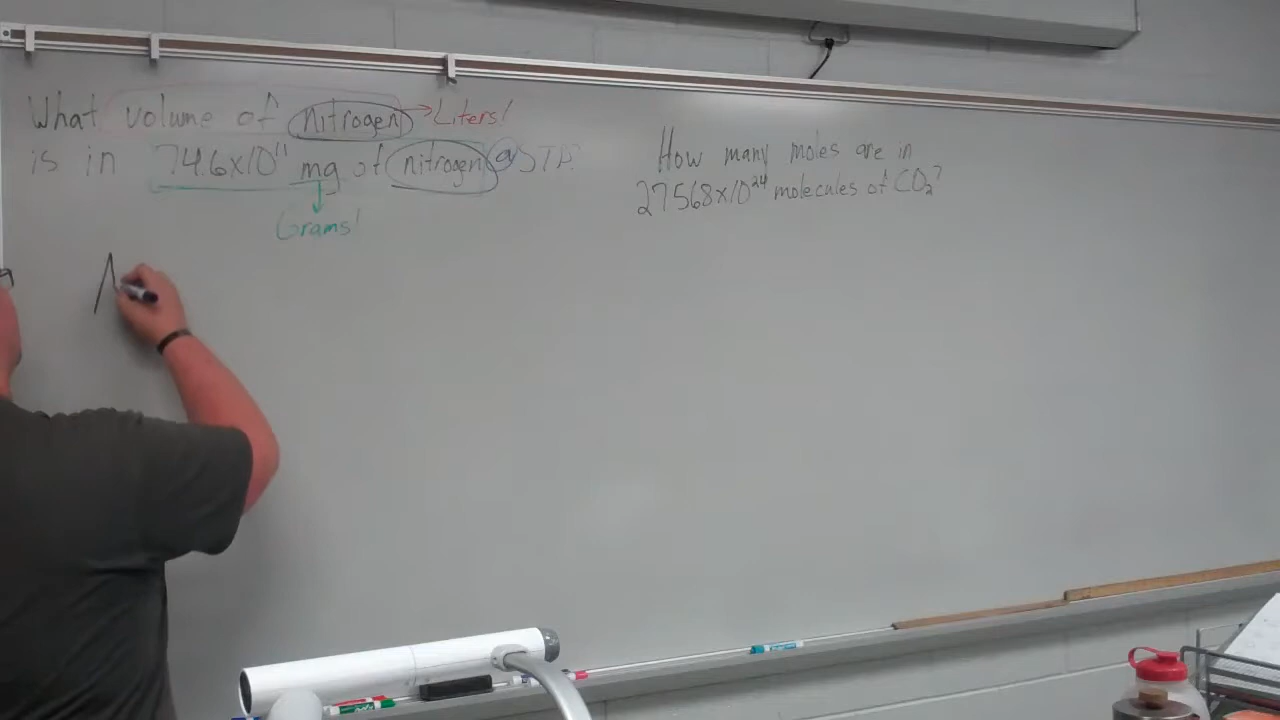 What volume of nitrogen → Liters!
is in 74.6x10¹¹ mg of nitrogen @ STP?
Grams!
How many moles are in
27568x10²⁴ molecules of CO₂?